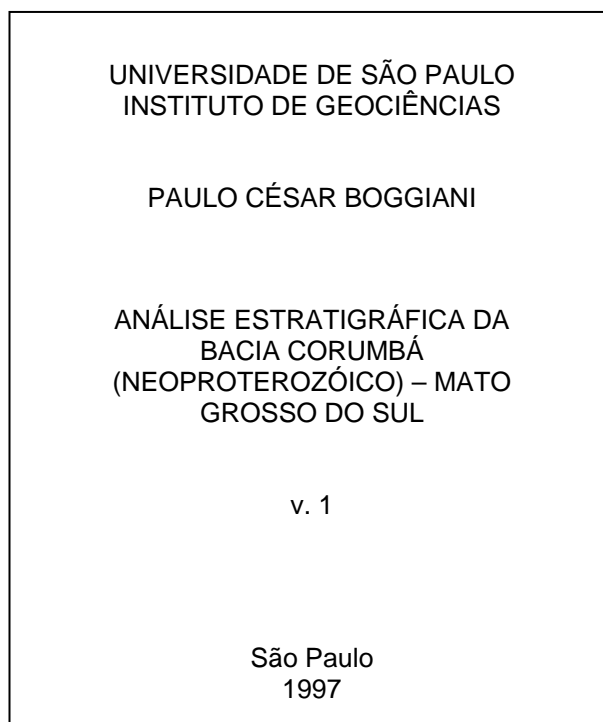 UNIVERSIDADE DE SÃO PAULO
INSTITUTO DE GEOCIÊNCIAS
PAULO CÉSAR BOGGIANI
ANÁLISE ESTRATIGRÁFICA DA
BACIA CORUMBÁ
(NEOPROTEROZÓICO) – MATO
GROSSO DO SUL
v. 1
São Paulo
1997